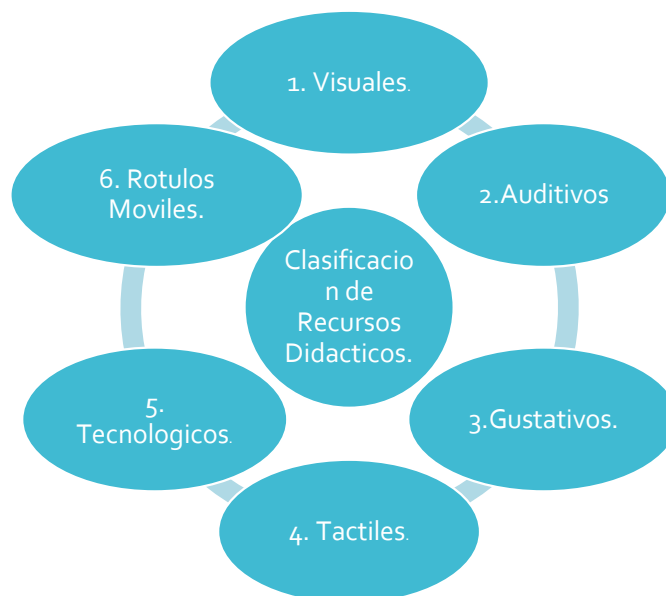 1. Visuales.
2.Auditivos
3.Gustativos.
4. Tactiles.
5.
Tecnologicos.
6. Rotulos
Moviles.
Clasificacio
n de
Recursos
Didacticos.